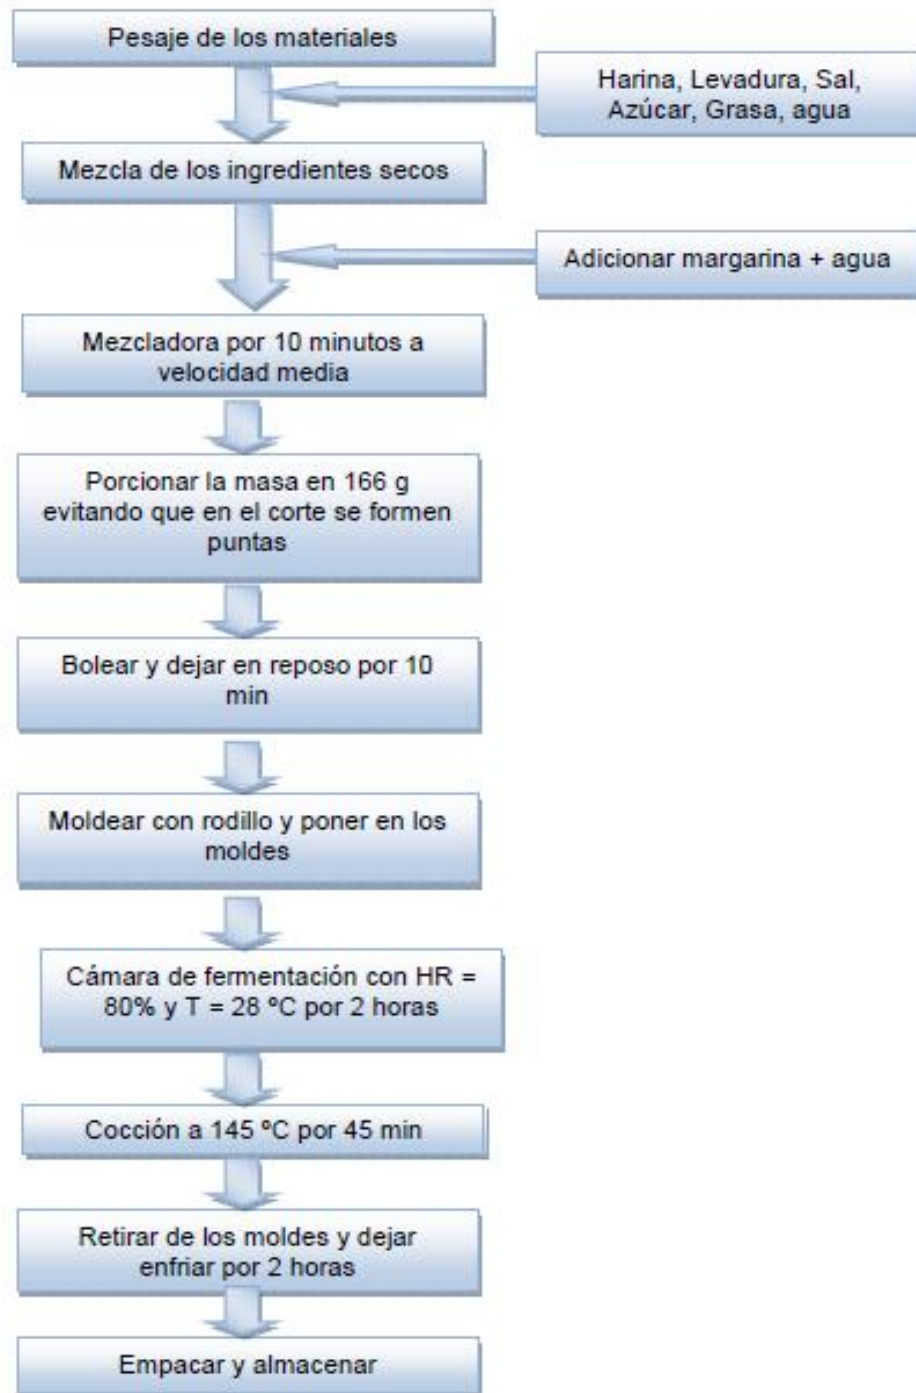 Pesaje de los materiales
Harina, Levadura, Sal,
Azúcar, Grasa, agua
Mezcla de los ingredientes secos
Adicionar margarina + agua
Mezcladora por 10 minutos a
velocidad media
Porcionar la masa en 166 g
evitando que en el corte se formen
puntas
Bolear y dejar en reposo por 10
min
Moldear con rodillo y poner en los
moldes
Cámara de fermentación con HR =
80% y T = 28 ºC por 2 horas
Cocción a 145 ºC por 45 min
Retirar de los moldes y dejar
enfriar por 2 horas
Empacar y almacenar